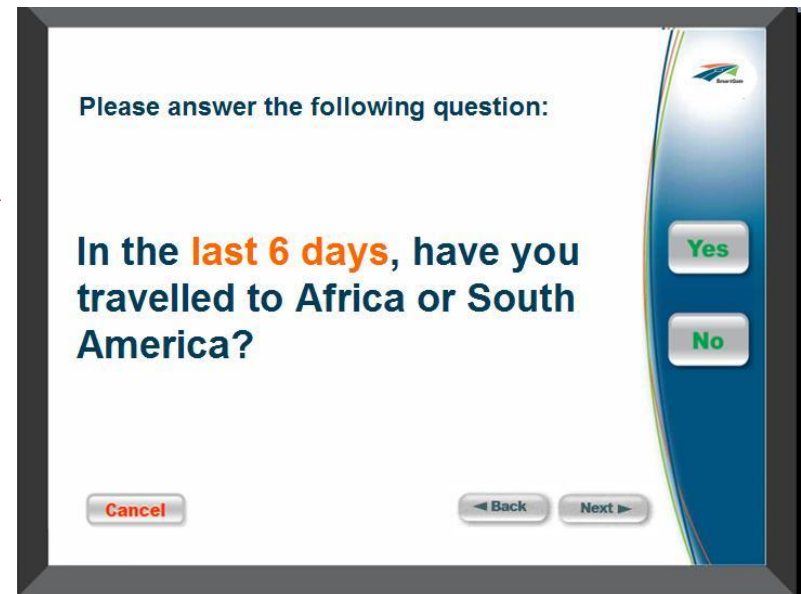 SmartGate
Please answer the following question:
In the last 6 days, have you
travelled to Africa or South
America?
Yes
No
Cancel
◄ Back
Next ►